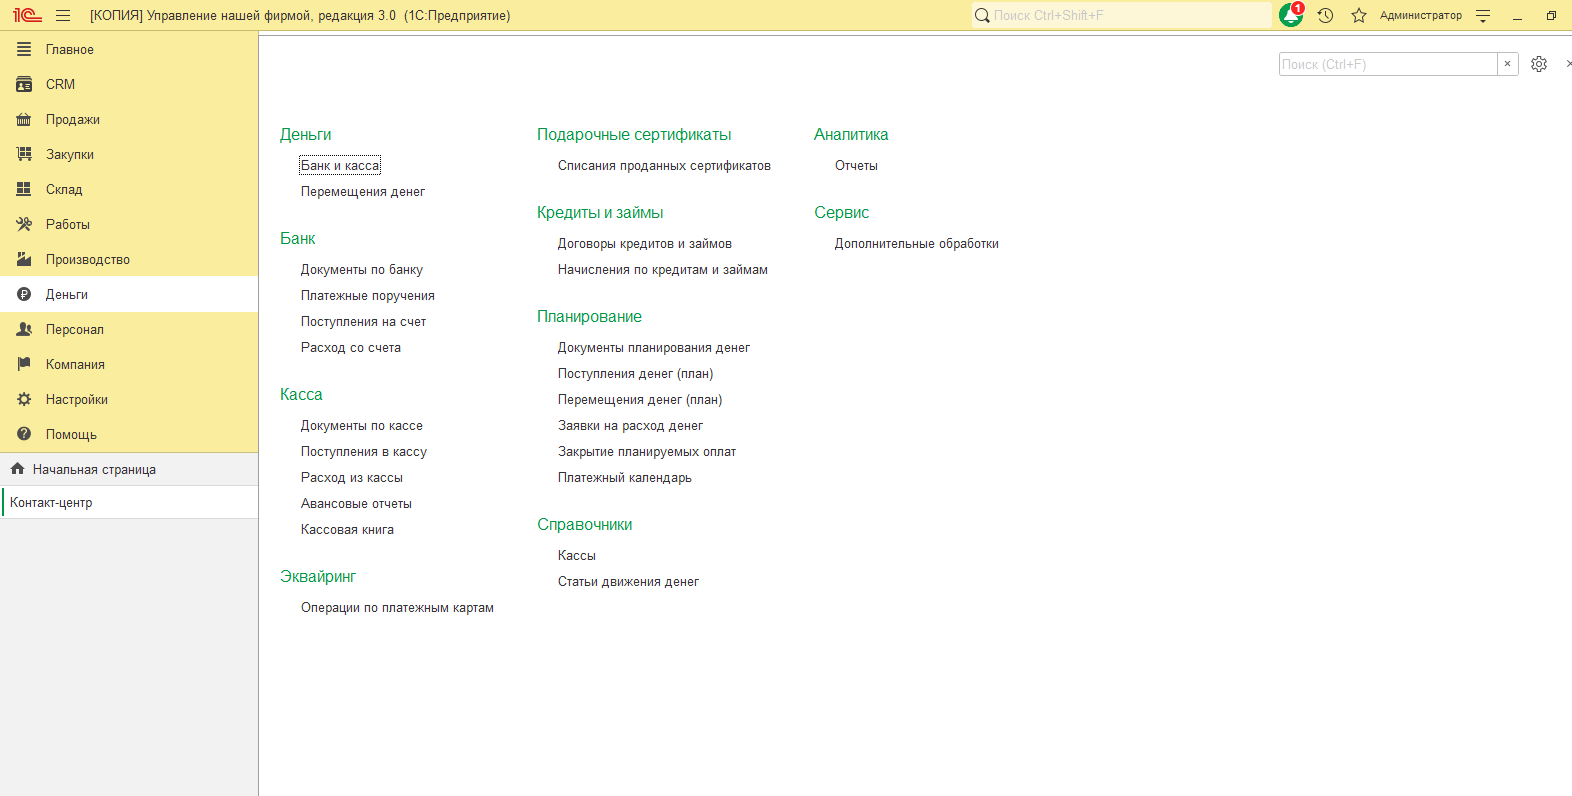 1С [КОПИЯ] Управление нашей фирмой, редакция 3.0 (1С:Предприятие) Поиск Ctrl+Shift+F 1 Администратор
Главное
CRM
Продажи
Закупки
Склад
Работы
Производство
Деньги
Персонал
Компания
Настройки
Помощь
Начальная страница
Контакт-центр
Поиск (Ctrl+F) ×
Деньги
Банк и касса
Перемещения денег
Банк
Документы по банку
Платежные поручения
Поступления на счет
Расход со счета
Касса
Документы по кассе
Поступления в кассу
Расход из кассы
Авансовые отчеты
Кассовая книга
Эквайринг
Операции по платежным картам
Подарочные сертификаты
Списания проданных сертификатов
Кредиты и займы
Договоры кредитов и займов
Начисления по кредитам и займам
Планирование
Документы планирования денег
Поступления денег (план)
Перемещения денег (план)
Заявки на расход денег
Закрытие планируемых оплат
Платежный календарь
Справочники
Кассы
Статьи движения денег
Аналитика
Отчеты
Сервис
Дополнительные обработки